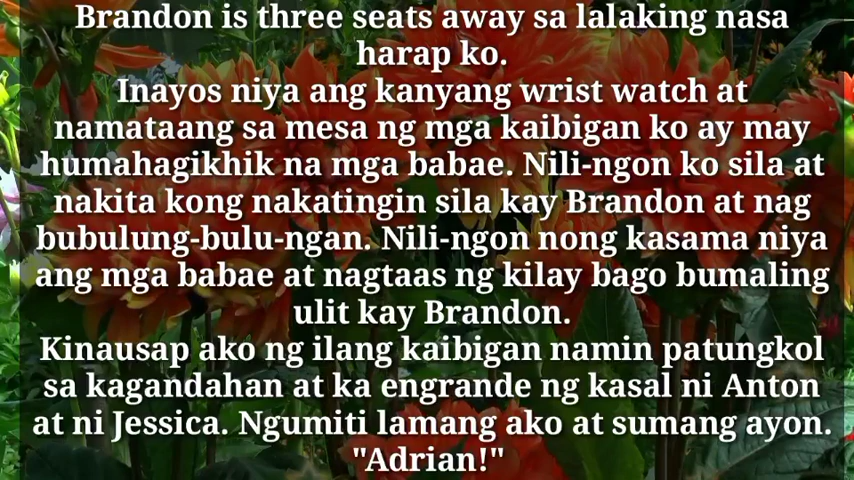 Brandon is three seats away sa lalaking nasa
harap ko.
Inayos niya ang kanyang wrist watch at
namataang sa mesa ng mga kaibigan ko ay may
humahagikhik na mga babae. Nili-ngon ko sila at
nakita kong nakatingin sila kay Brandon at nag
bubulung-bulu-ngan. Nili-ngon nong kasama niya
ang mga babae at nagtaas ng kilay bago bumaling
ulit kay Brandon.
Kinausap ako ng ilang kaibigan namin patungkol
sa kagandahan at ka engrande ng kasal ni Anton
at ni Jessica. Ngumiti lamang ako at sumang ayon.
"Adrian!"